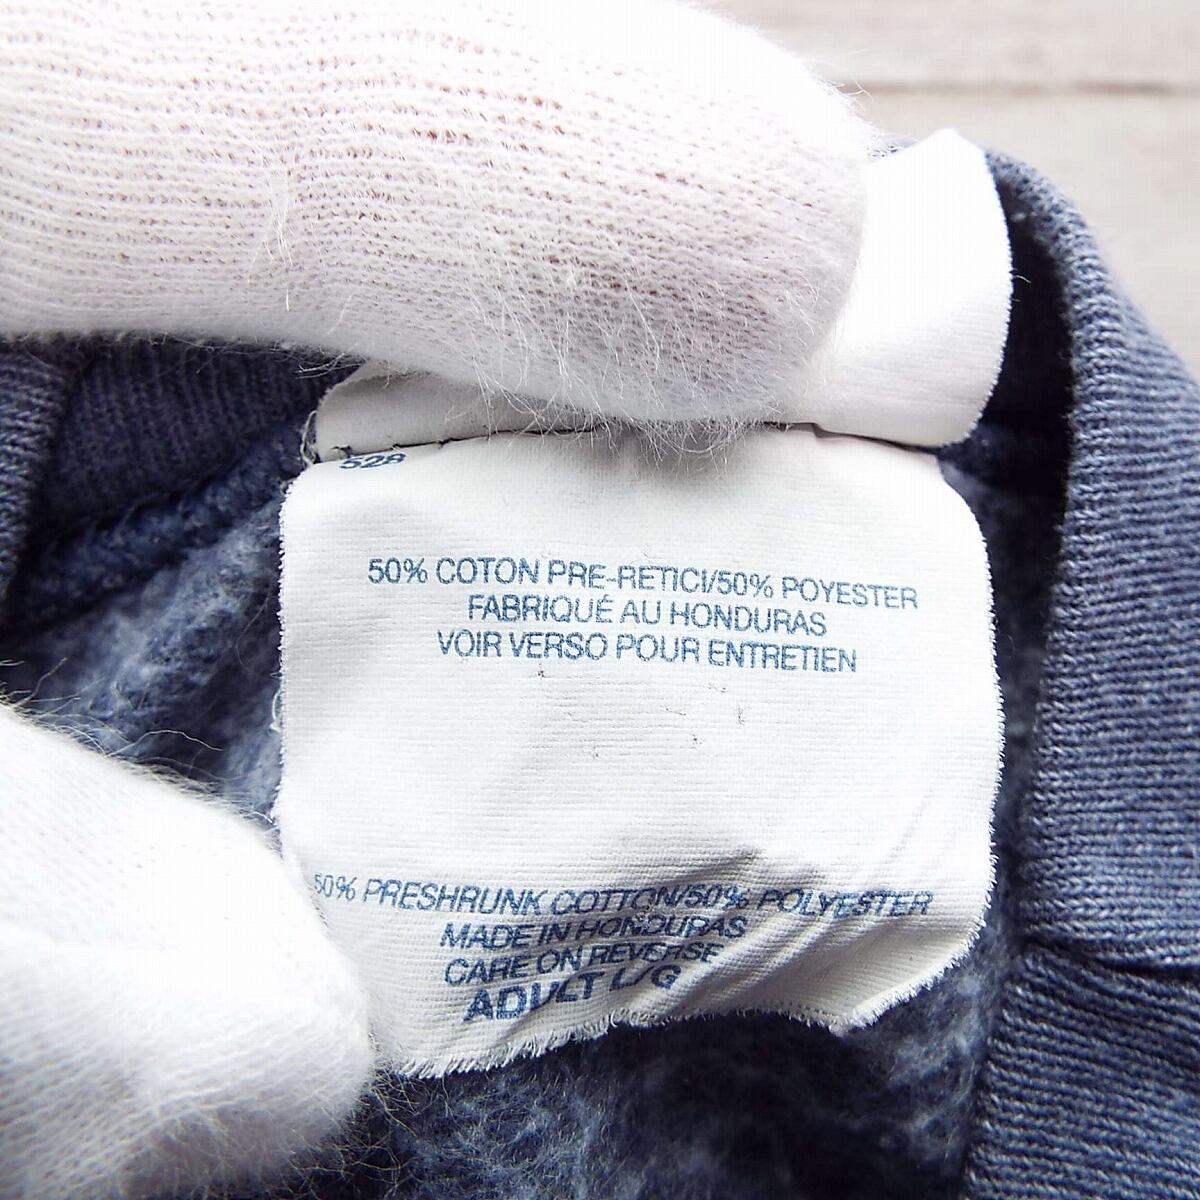 528
50% COTON PRE-RETICI/50% POYESTER
FABRIQUÉ AU HONDURAS
VOIR VERSO POUR ENTRETIEN
50% PRESHRUNK COTTON/50% POLYESTER
MADE IN HONDURAS
CARE ON REVERSE
ADULT L/G